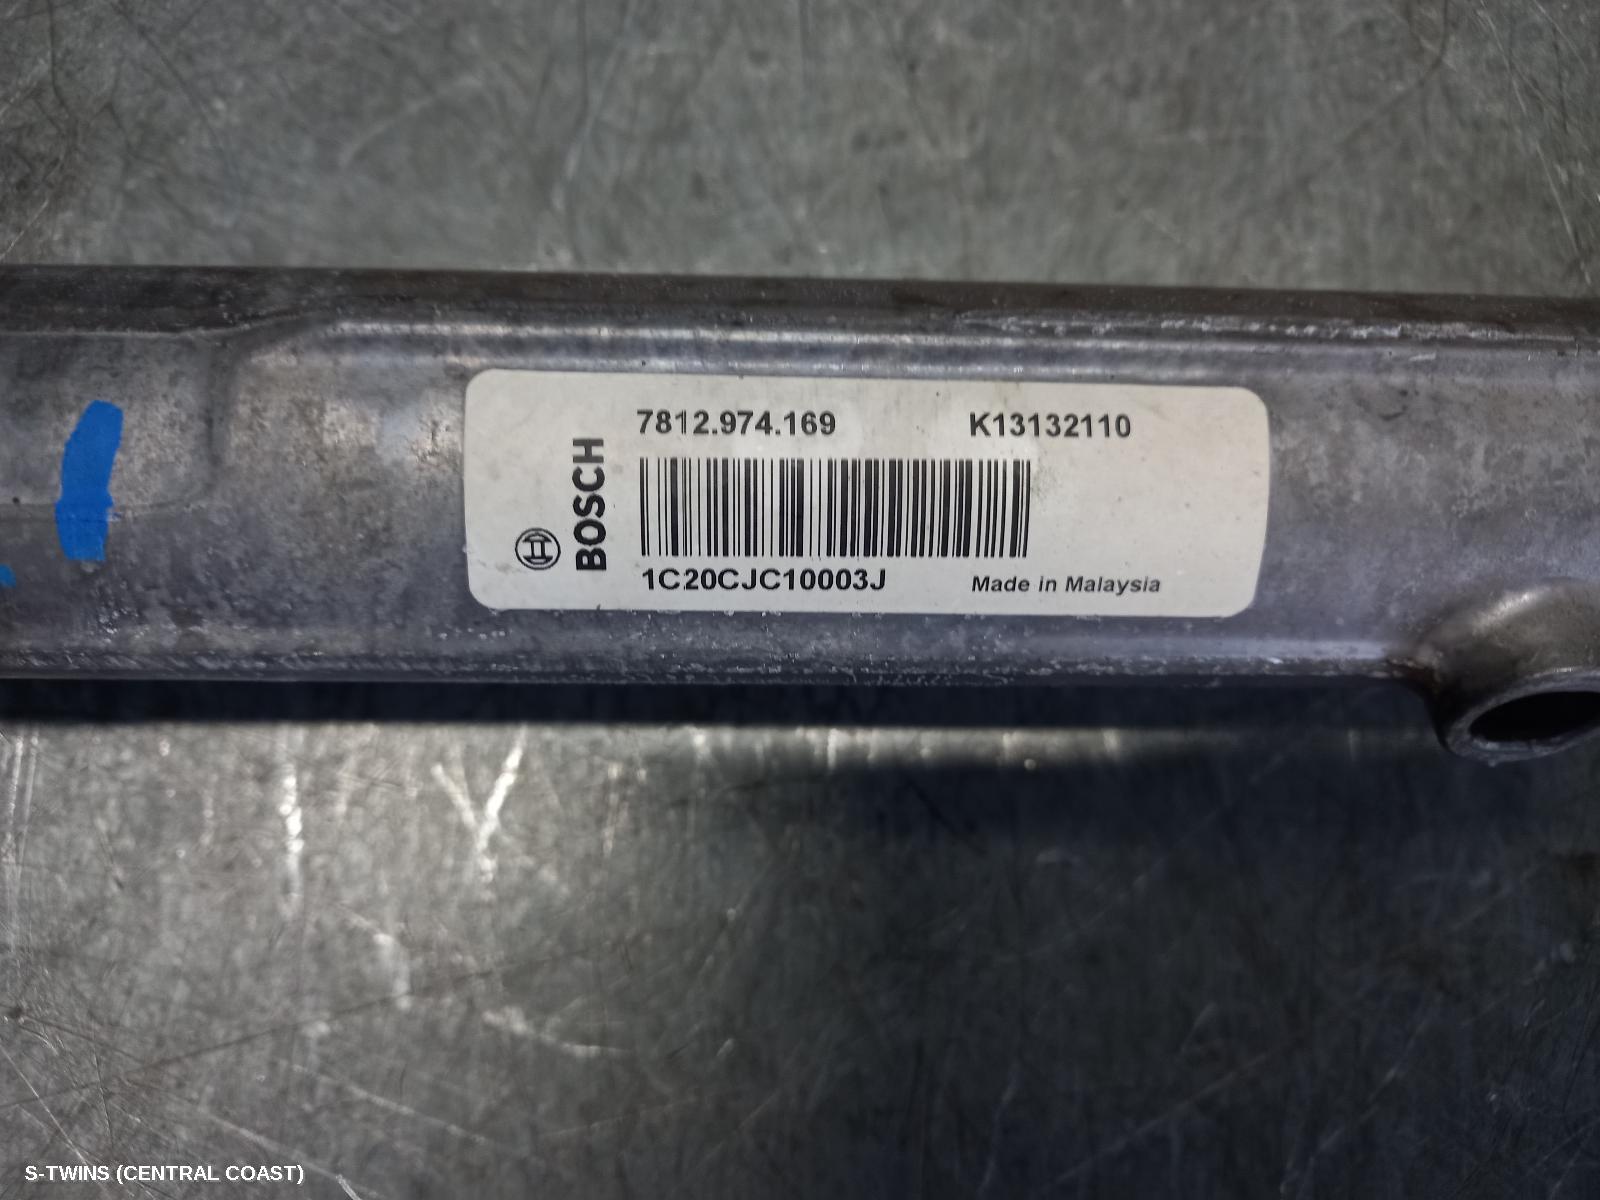 7812.974.169 K13132110
BOSCH
1C20CJC10003J Made in Malaysia
S-TWINS (CENTRAL COAST)